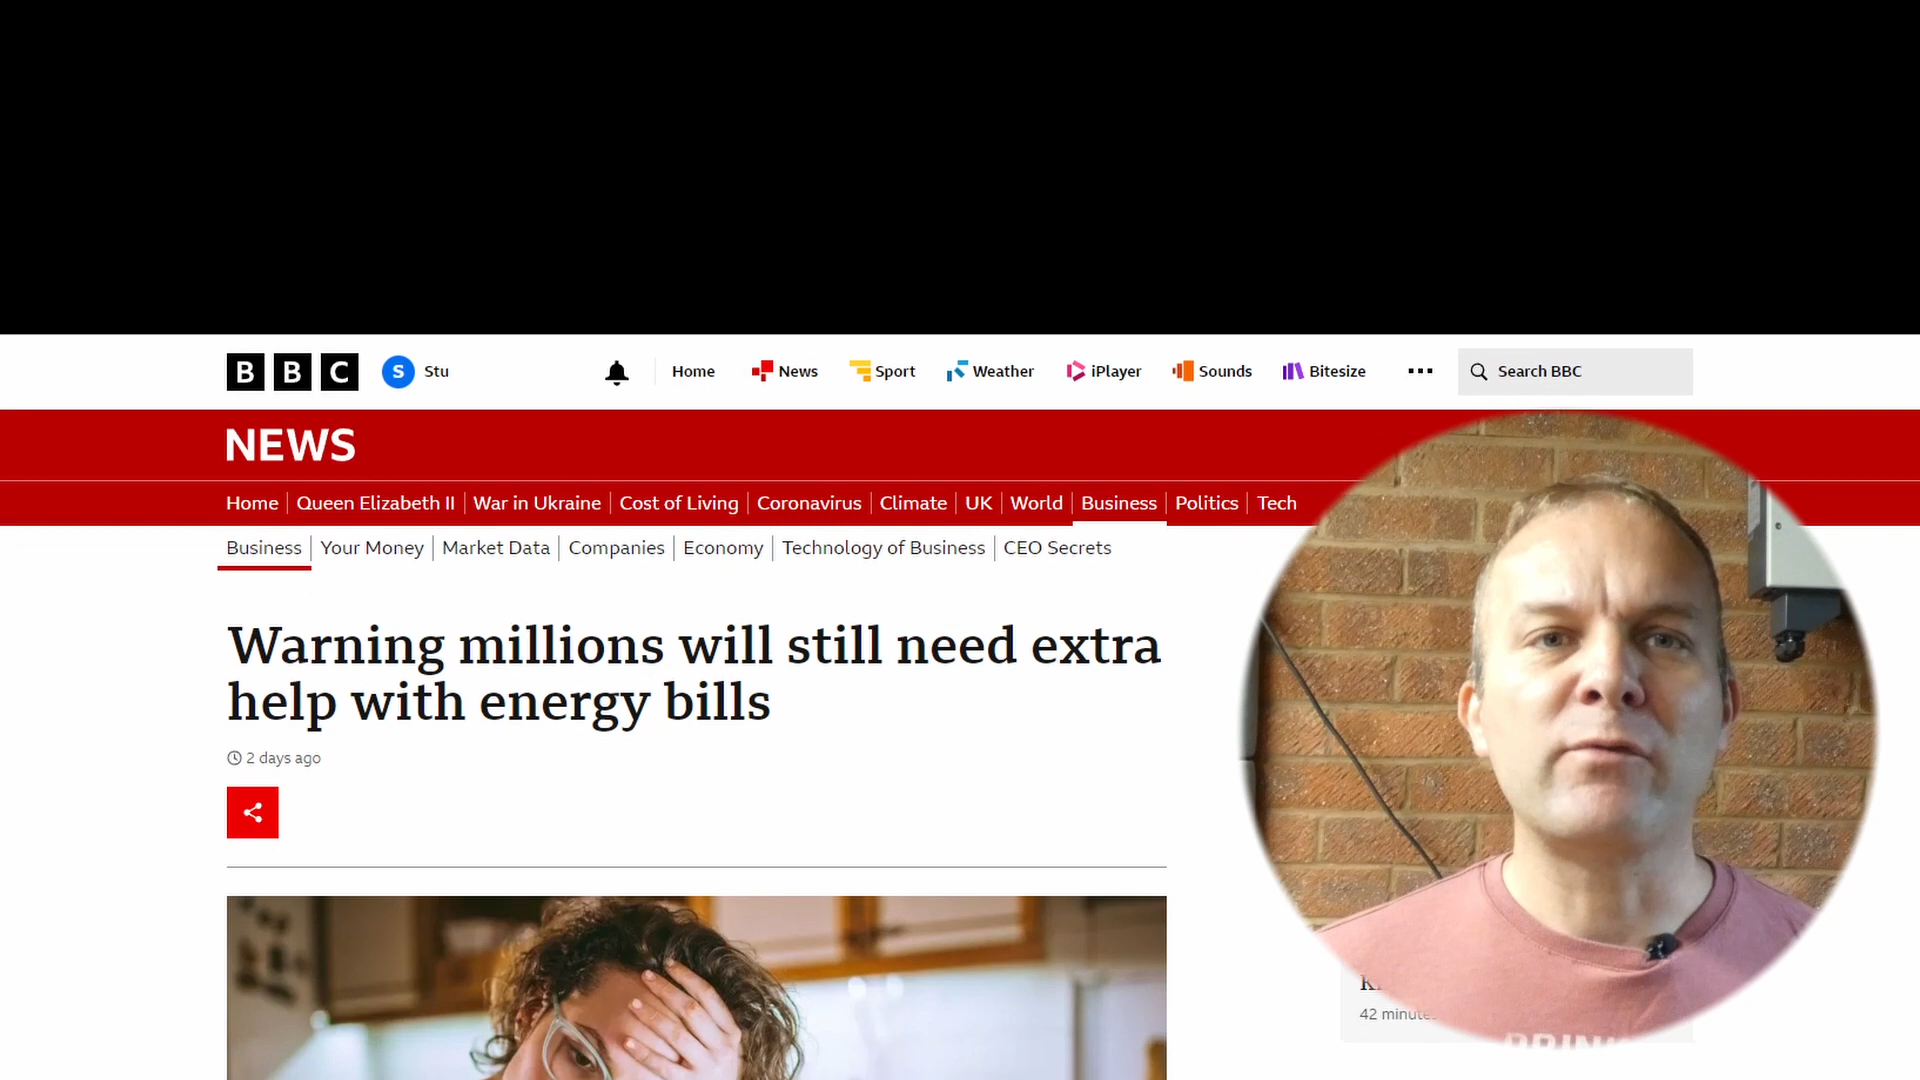 BBC S Stu Home News Sport Weather iPlayer Sounds Bitesize Search BBC
NEWS
Home Queen Elizabeth II War in Ukraine Cost of Living Coronavirus Climate UK World Business Politics Tech
Business Your Money Market Data Companies Economy Technology of Business CEO Secrets
Warning millions will still need extra
help with energy bills
2 days ago
42